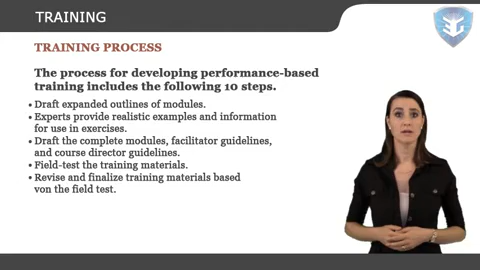 TRAINING
TRAINING PROCESS
The process for developing performance-based
training includes the following 10 steps.
• Draft expanded outlines of modules.
• Experts provide realistic examples and information
for use in exercises.
• Draft the complete modules, facilitator guidelines,
and course director guidelines.
• Field-test the training materials.
• Revise and finalize training materials based
von the field test.